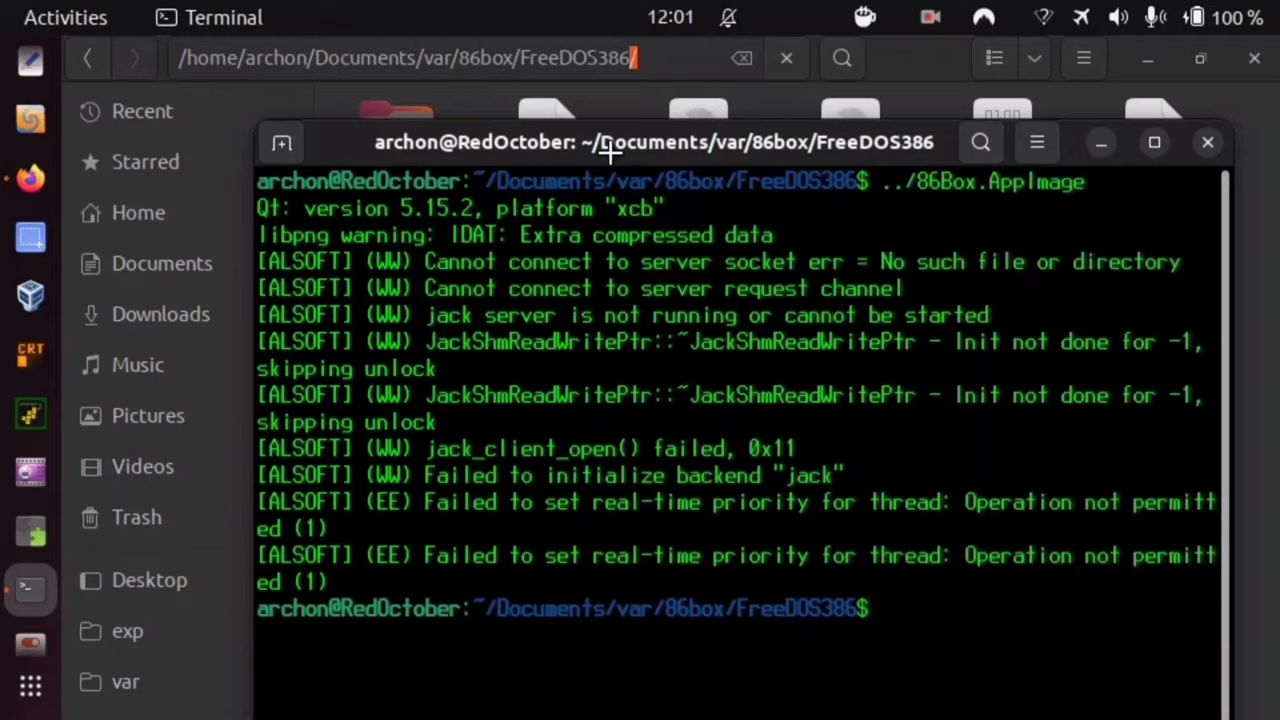 Activities Terminal 12:01 100 %
/home/archon/Documents/var/86box/FreeDOS386/
Recent
Starred
Home
Documents
Downloads
Music
Pictures
Videos
Trash
Desktop
exp
var
CRT
0100
archon@RedOctober: ~/Documents/var/86box/FreeDOS386
archon@RedOctober:~/Documents/var/86box/FreeDOS386$ ../86Box.AppImage
Qt: version 5.15.2, platform "xcb"
libpng warning: IDAT: Extra compressed data
[ALSOFT] (WW) Cannot connect to server socket err = No such file or directory
[ALSOFT] (WW) Cannot connect to server request channel
[ALSOFT] (WW) jack server is not running or cannot be started
[ALSOFT] (WW) JackShmReadWritePtr::~JackShmReadWritePtr - Init not done for -1,
skipping unlock
[ALSOFT] (WW) JackShmReadWritePtr::~JackShmReadWritePtr - Init not done for -1,
skipping unlock
[ALSOFT] (WW) jack_client_open() failed, 0x11
[ALSOFT] (WW) Failed to initialize backend "jack"
[ALSOFT] (EE) Failed to set real-time priority for thread: Operation not permitt
ed (1)
[ALSOFT] (EE) Failed to set real-time priority for thread: Operation not permitt
ed (1)
archon@RedOctober:~/Documents/var/86box/FreeDOS386$